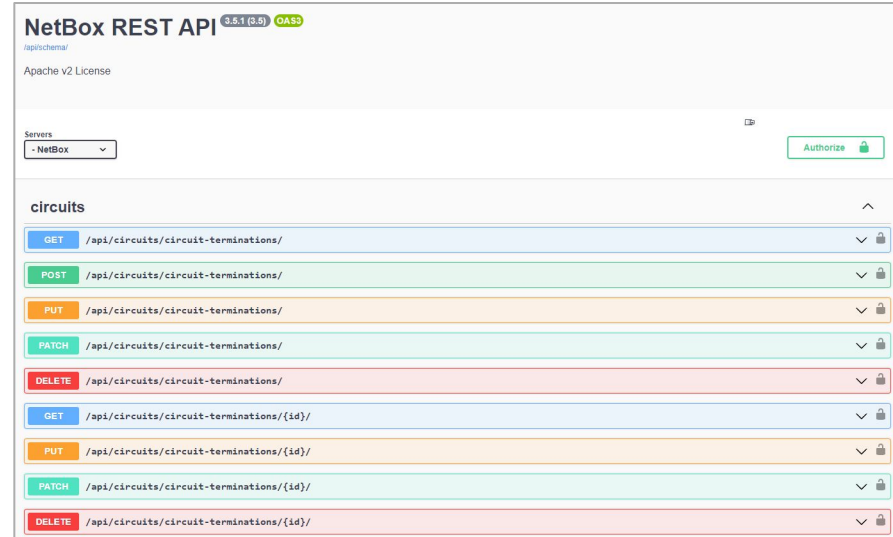 NetBox REST API 3.5.1 (3.5) OAS3
/api/schema/
Apache v2 License
Servers
- NetBox
Authorize
circuits
GET /api/circuits/circuit-terminations/
POST /api/circuits/circuit-terminations/
PUT /api/circuits/circuit-terminations/
PATCH /api/circuits/circuit-terminations/
DELETE /api/circuits/circuit-terminations/
GET /api/circuits/circuit-terminations/{id}/
PUT /api/circuits/circuit-terminations/{id}/
PATCH /api/circuits/circuit-terminations/{id}/
DELETE /api/circuits/circuit-terminations/{id}/